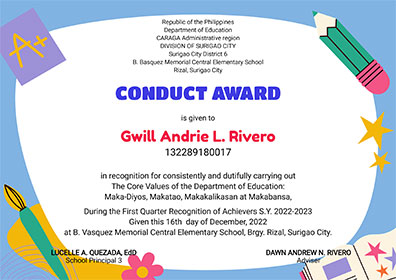 A+
Republic of the Philippines
Department of Education
CARAGA Administrative region
DIVISION OF SURIGAO CITY
Surigao City District 6
B. Basquez Memorial Central Elementary School
Rizal, Surigao City
CONDUCT AWARD
is given to
Gwill Andrie L. Rivero
132289180017
in recognition for consistently and dutifully carrying out
The Core Values of the Department of Education:
Maka-Diyos, Makatao, Makakalikasan at Makabansa,
During the First Quarter Recognition of Achievers S.Y. 2022-2023
Given this 16th day of December, 2022
at B. Vasquez Memorial Central Elementary School, Brgy. Rizal, Surigao City.
LUCELLE A. QUEZADA, EdD
School Principal 3
DAWN ANDREW N. RIVERO
Adviser